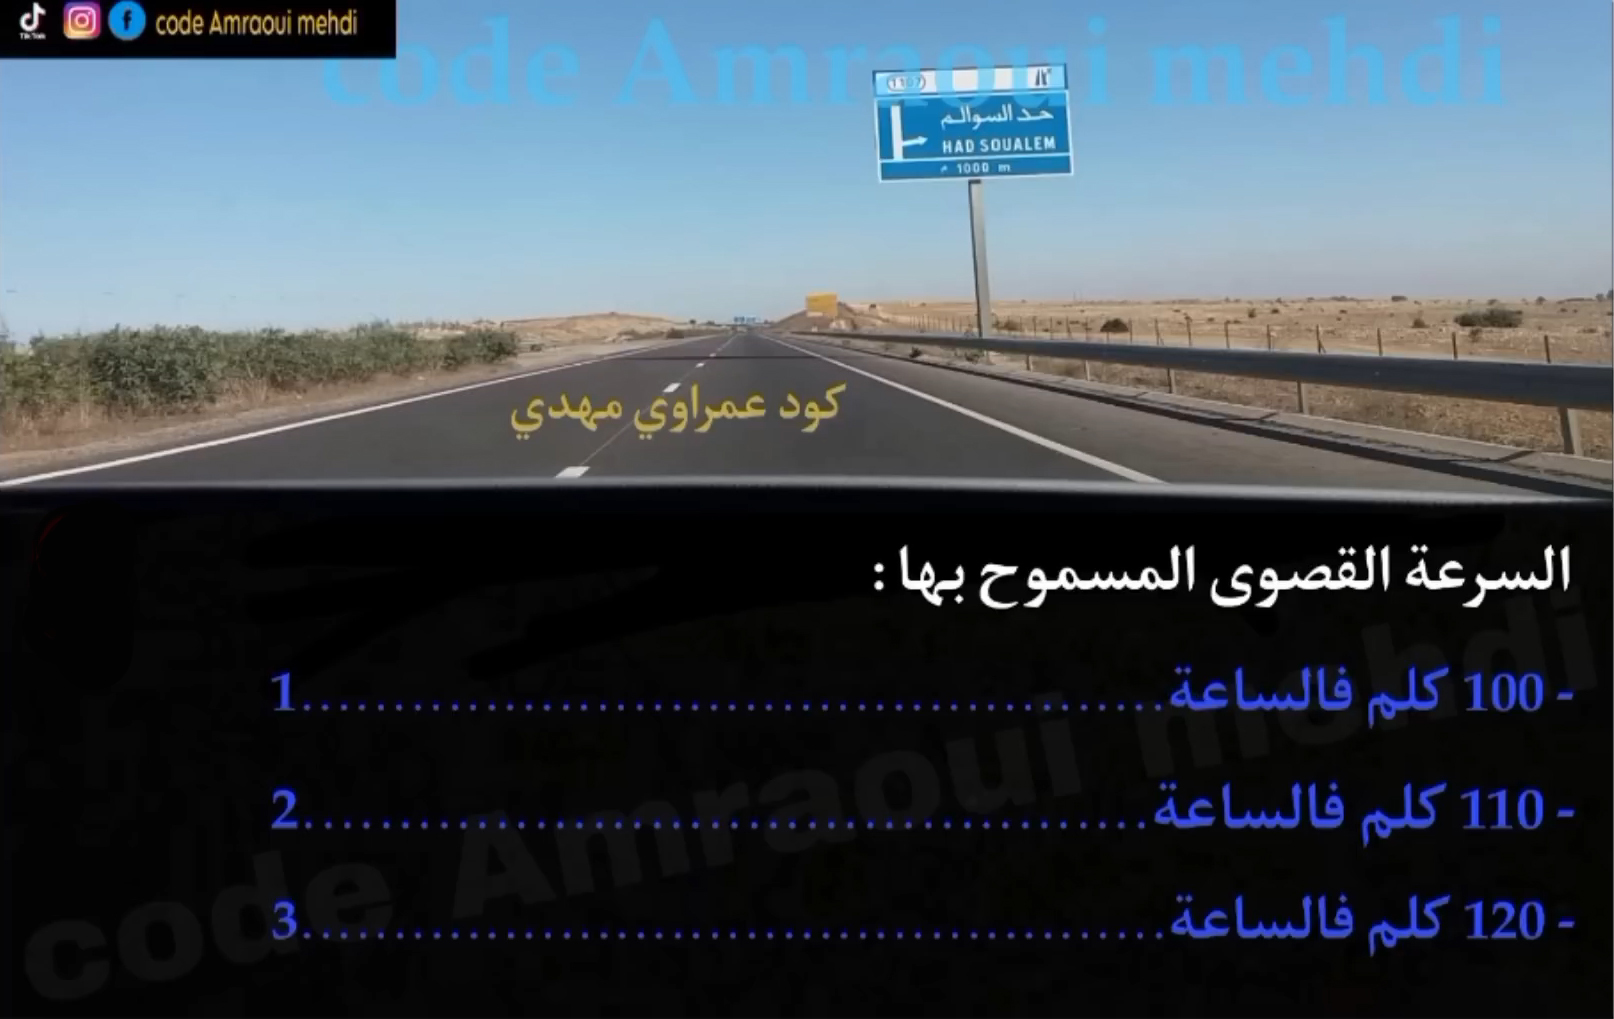 code Amraoui mehdi
code Amraoui mehdi
1107
حد السوالم
HAD SOUALEM
1000 m م
كود عمراوي مهدي
السرعة القصوى المسموح بها :
- 100 كلم فالساعة.............................................1
- 110 كلم فالساعة.............................................2
- 120 كلم فالساعة.............................................3
code Amraoui mehdi